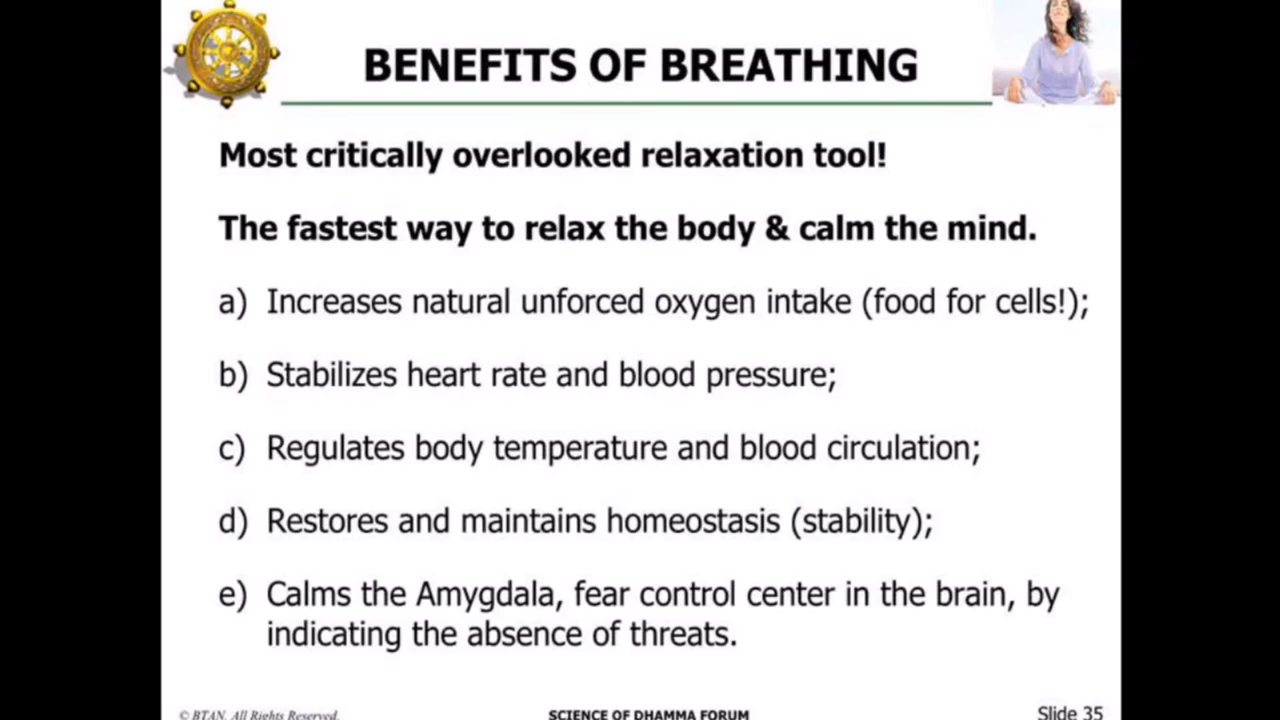 BENEFITS OF BREATHING
Most critically overlooked relaxation tool!
The fastest way to relax the body & calm the mind.
a) Increases natural unforced oxygen intake (food for cells!);
b) Stabilizes heart rate and blood pressure;
c) Regulates body temperature and blood circulation;
d) Restores and maintains homeostasis (stability);
e) Calms the Amygdala, fear control center in the brain, by
indicating the absence of threats.
© BTAN. All Rights Reserved. SCIENCE OF DHAMMA FORUM Slide 35